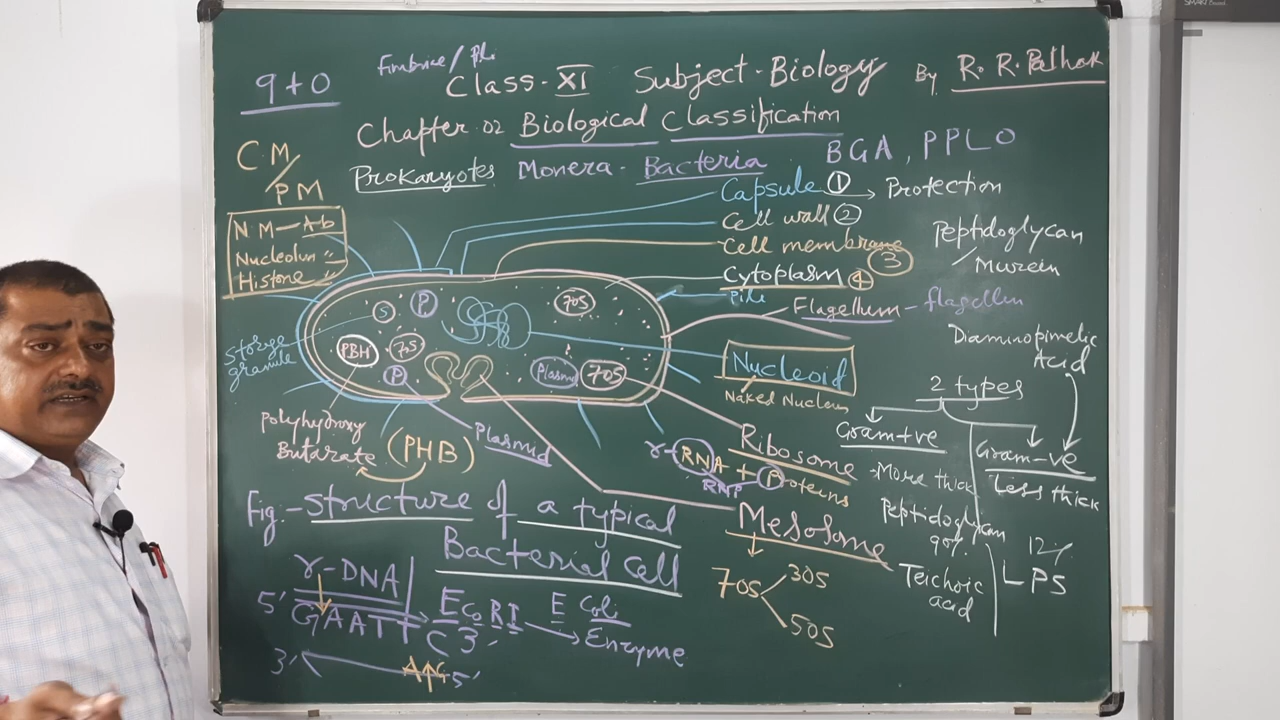 9+0
Fimbriae/Pili
Class-XI Subject-Biology By R. R. Pathak
Chapter-02 Biological Classification
Prokaryotes Monera-Bacteria BGA, PPLO
CM/PM
NM-Ab
Nucleolus "
Histone "
Capsule ① → Protection
Cell wall ②
Cell membrane ③
Cytoplasm ④
Pili
Flagellum - flagellin
Peptidoglycan
/ Murein
Diaminopimelic
Acid
Nucleoid
Naked Nucleus
Storage
granule
S
P
70S
PBH
70S
P
Plasmid
70S
Polyhydroxy
Butarate (PHB)
Plasmid
Ribosome
r-RNA + Proteins
RNP
Mesosome
70S
30S
50S
2 types
Gram+ve
More thick
Peptidoglycan
90%
Teichoic
acid
Gram-ve
Less thick
12%
LPS
Fig.-structure of a typical
Bacterial Cell
r-DNA
5' GAATT C 3'
Eco RI E Coli
Enzyme
3' 5'
SMART Board